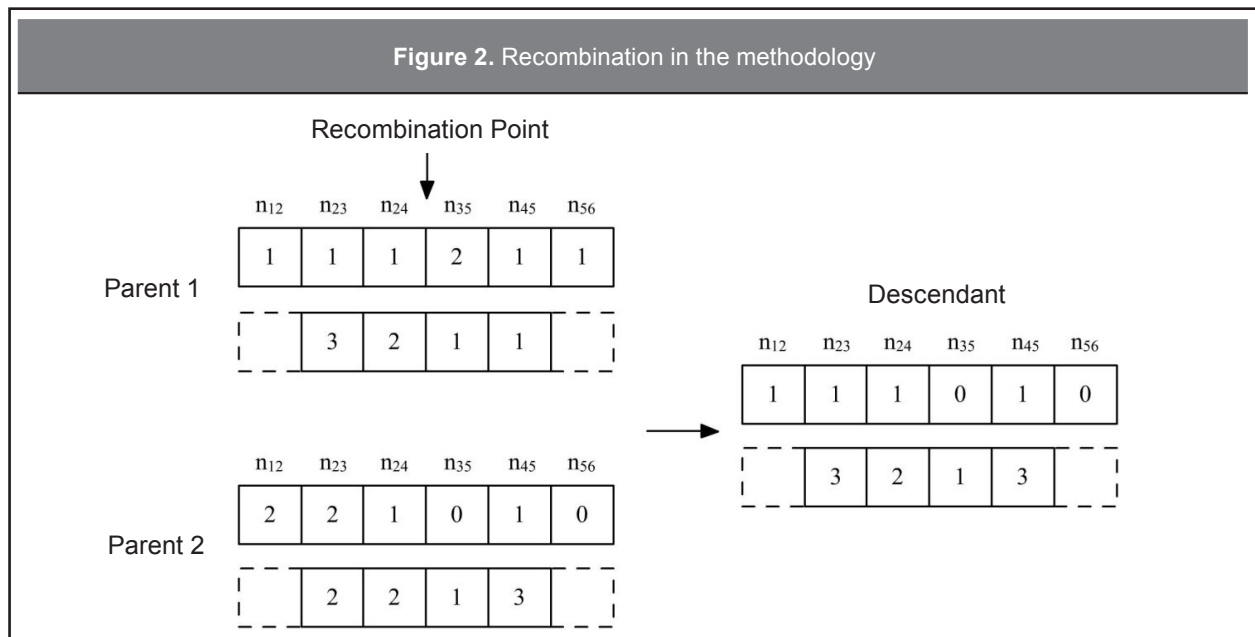 Figure 2. Recombination in the methodology
Recombination Point
n₁₂ n₂₃ n₂₄ n₃₅ n₄₅ n₅₆
1 1 1 2 1 1
Parent 1
3 2 1 1
n₁₂ n₂₃ n₂₄ n₃₅ n₄₅ n₅₆
2 2 1 0 1 0
Parent 2
2 2 1 3
Descendant
n₁₂ n₂₃ n₂₄ n₃₅ n₄₅ n₅₆
1 1 1 0 1 0
3 2 1 3